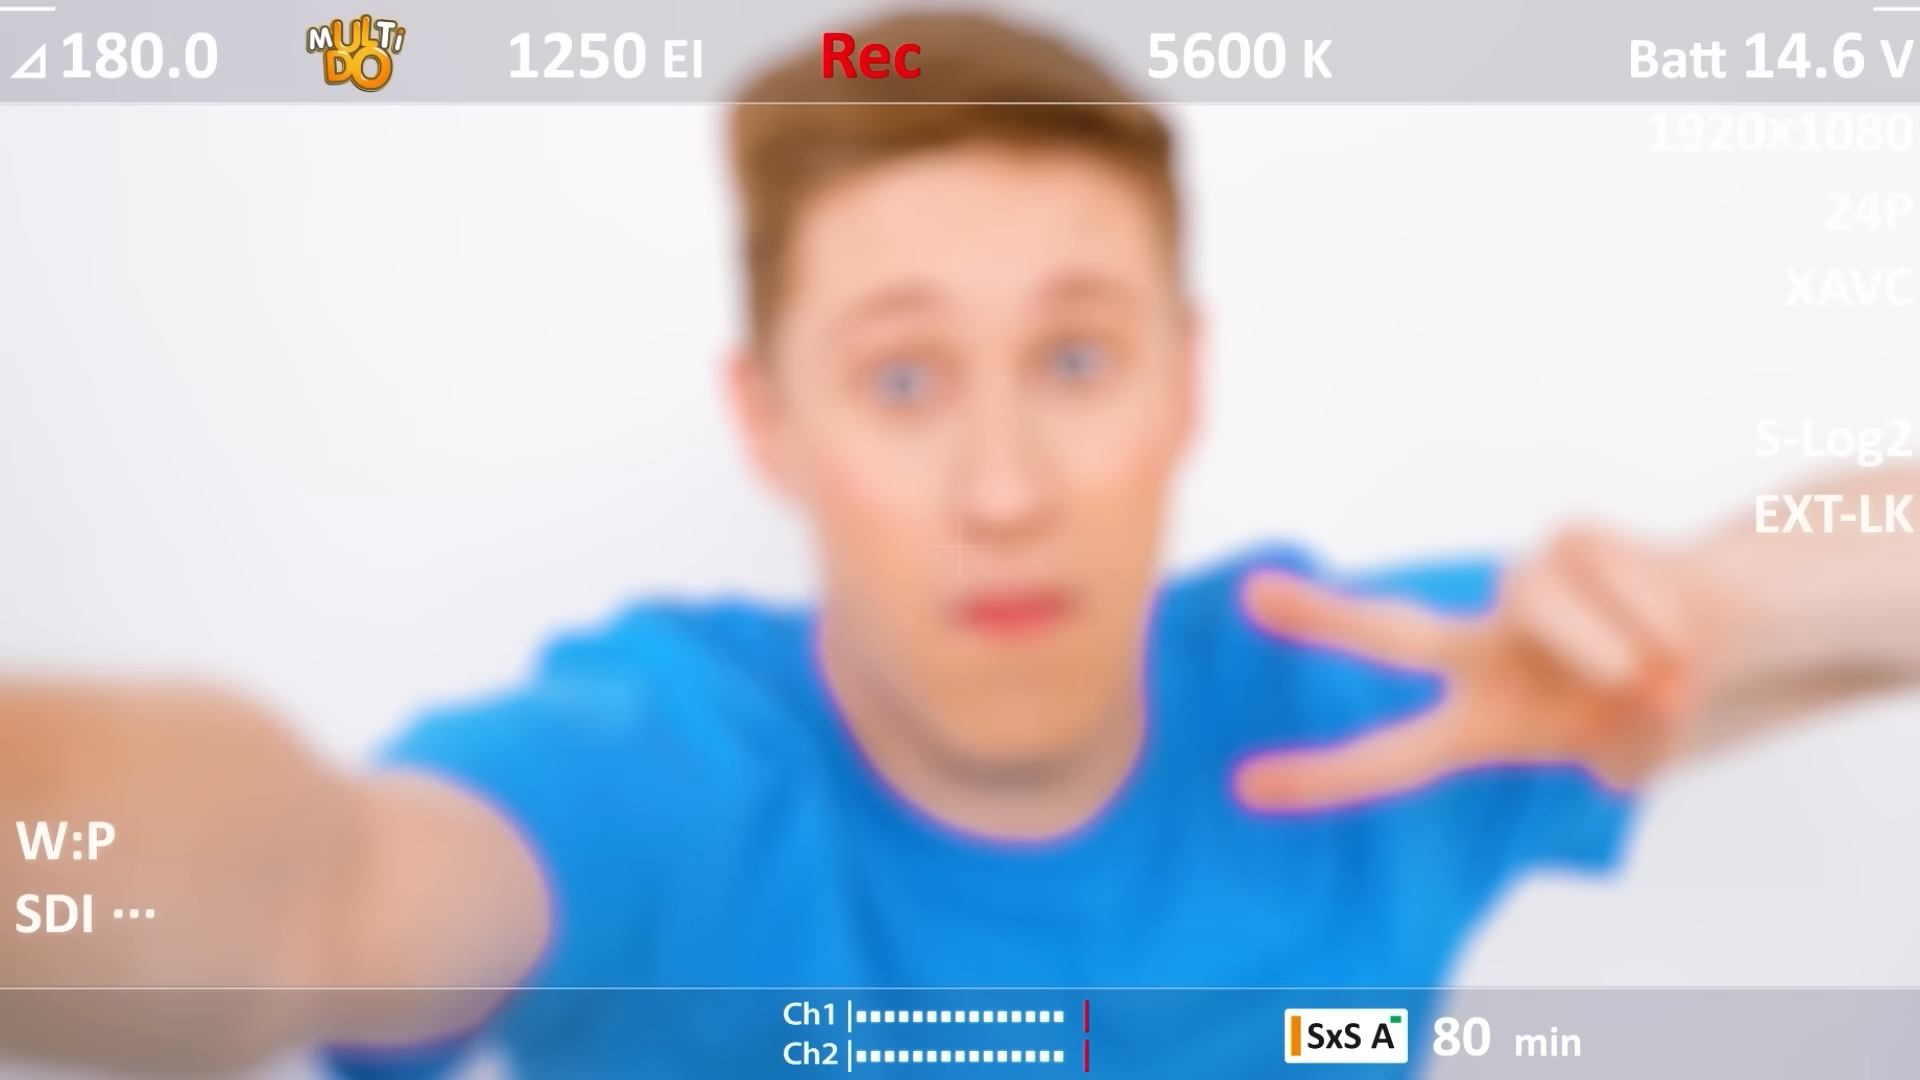 180.0
MULTi DO
1250 EI
Rec
5600 K
Batt 14.6 V
1920x1080
24P
XAVC
S-Log2
EXT-LK
W:P
SDI ···
Ch1
Ch2
SxS A
80 min